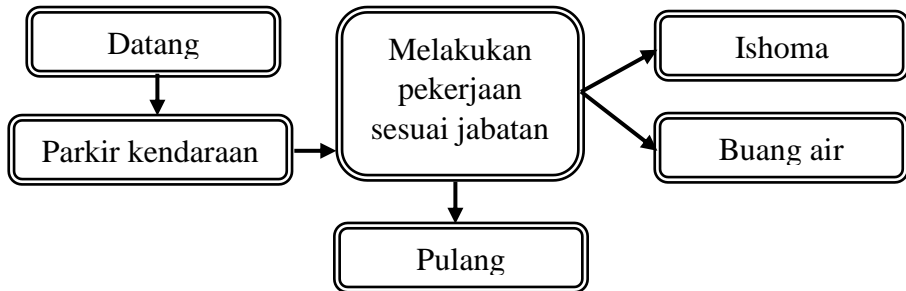 Datang
Parkir kendaraan
Melakukan
pekerjaan
sesuai jabatan
Ishoma
Buang air
Pulang